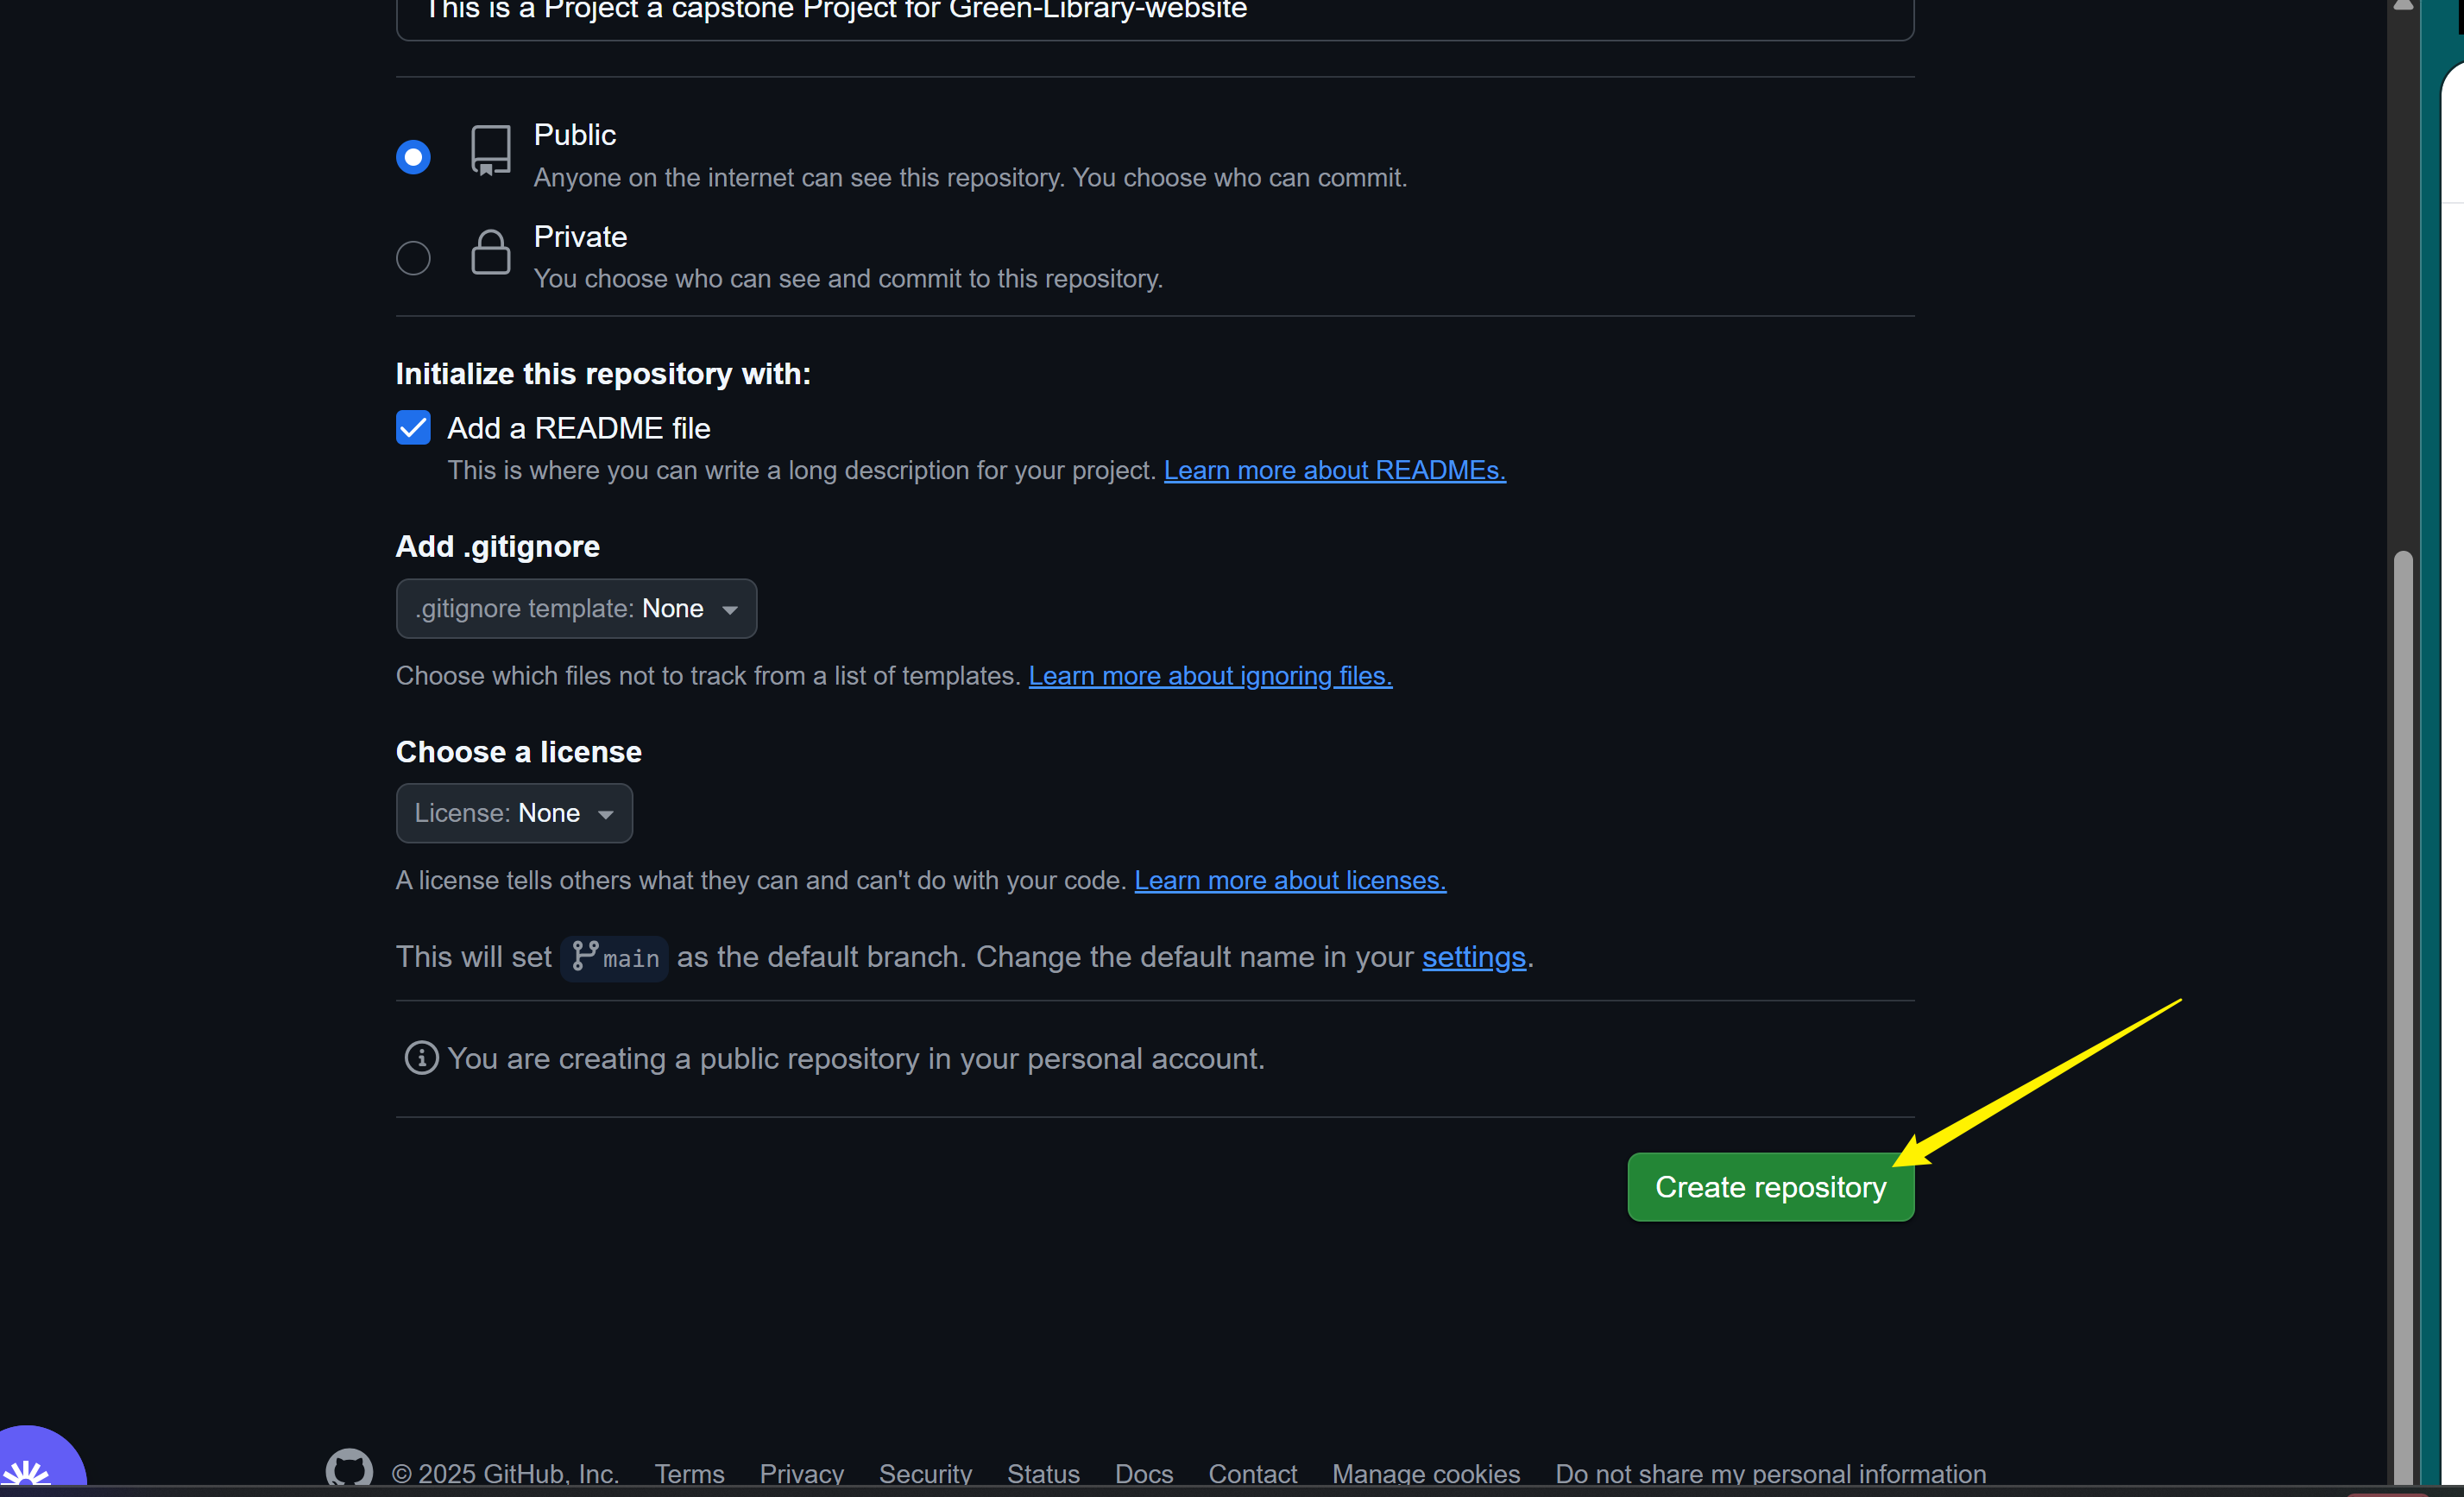 This is a Project a capstone Project for Green-Library-website
Public
Anyone on the internet can see this repository. You choose who can commit.
Private
You choose who can see and commit to this repository.
Initialize this repository with:
Add a README file
This is where you can write a long description for your project. Learn more about READMEs.
Add .gitignore
.gitignore template: None
Choose which files not to track from a list of templates. Learn more about ignoring files.
Choose a license
License: None
A license tells others what they can and can't do with your code. Learn more about licenses.
This will set main as the default branch. Change the default name in your settings.
You are creating a public repository in your personal account.
Create repository
© 2025 GitHub, Inc. Terms Privacy Security Status Docs Contact Manage cookies Do not share my personal information